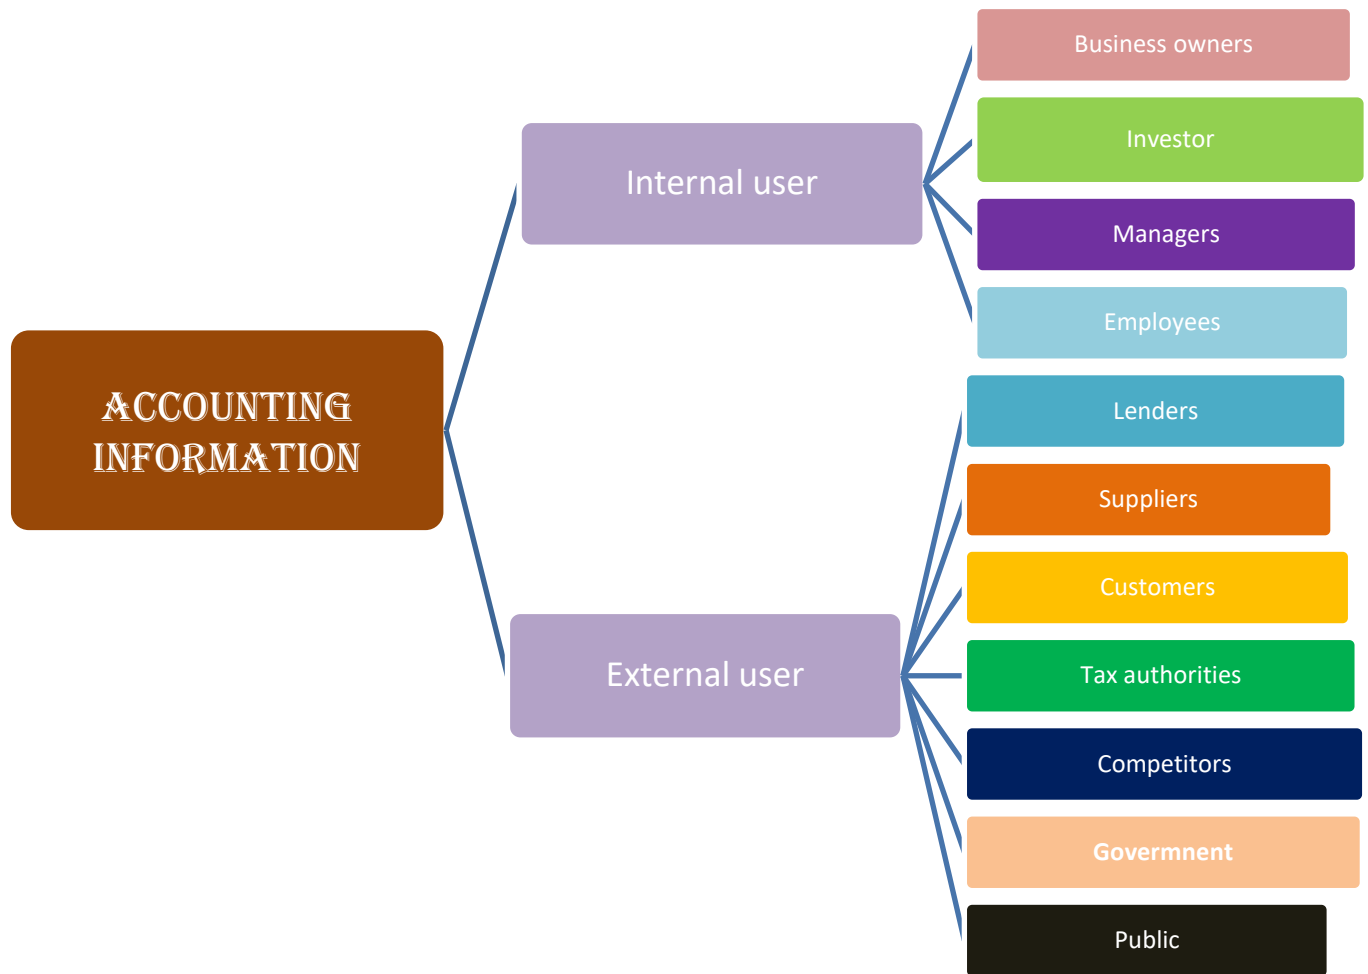 ACCOUNTING
INFORMATION
Internal user
Business owners
Investor
Managers
Employees
External user
Lenders
Suppliers
Customers
Tax authorities
Competitors
Govermnent
Public